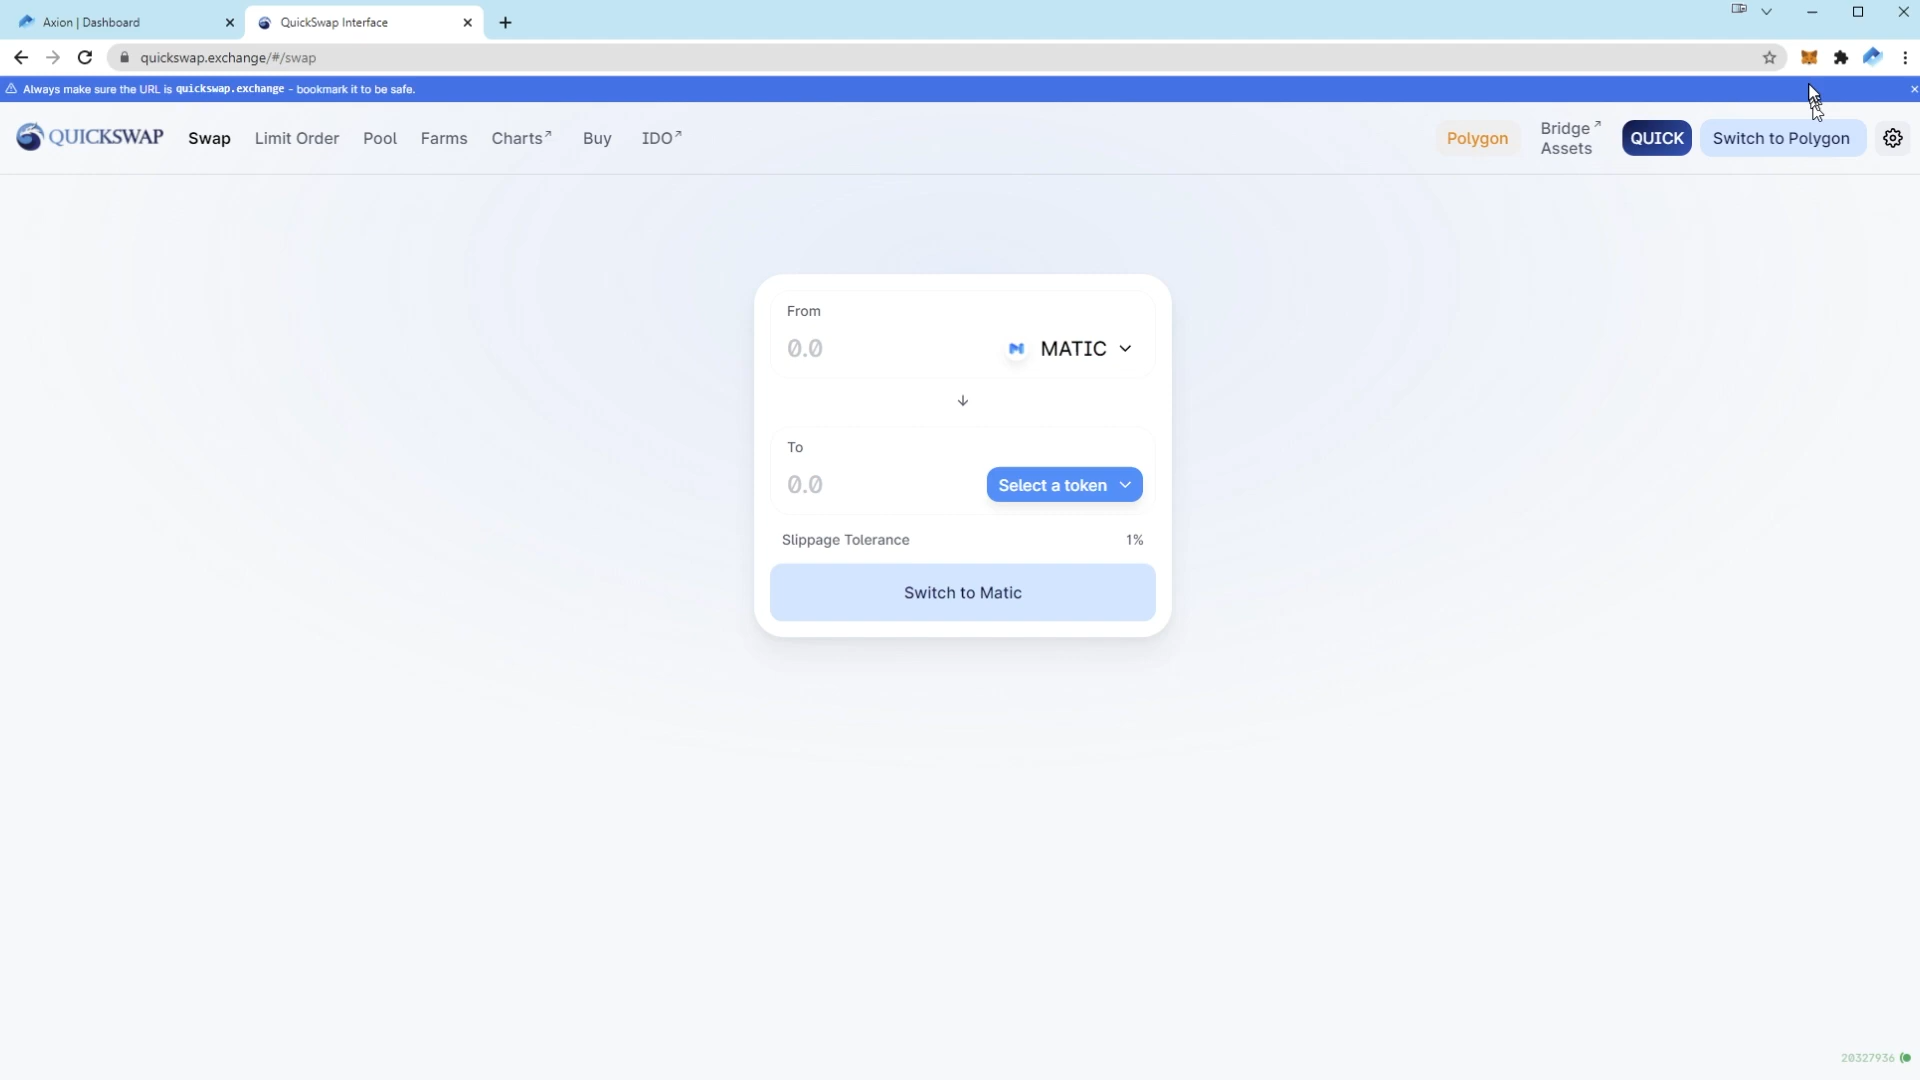 Axion | Dashboard
QuickSwap Interface
quickswap.exchange/#/swap
Always make sure the URL is quickswap.exchange - bookmark it to be safe.
QUICKSWAP
Swap
Limit Order
Pool
Farms
Charts↗
Buy
IDO↗
Polygon
Bridge↗
Assets
QUICK
Switch to Polygon
From
0.0
MATIC
To
0.0
Select a token
Slippage Tolerance
1%
Switch to Matic
20327936